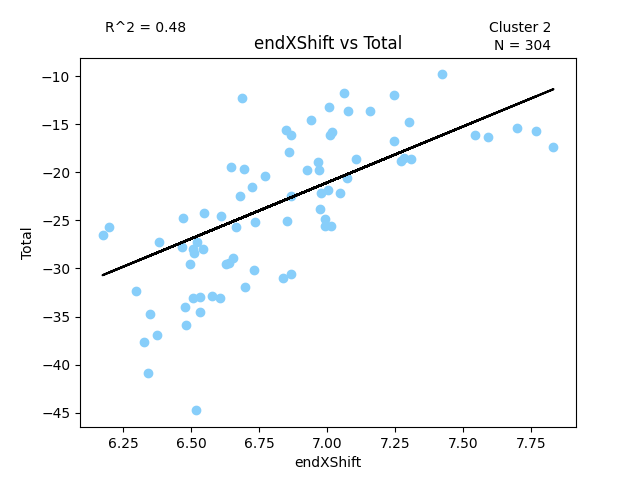 R^2 = 0.48
Cluster 2
N = 304
endXShift vs Total
Total
−10
−15
−20
−25
−30
−35
−40
−45
6.25
6.50
6.75
7.00
7.25
7.50
7.75
endXShift